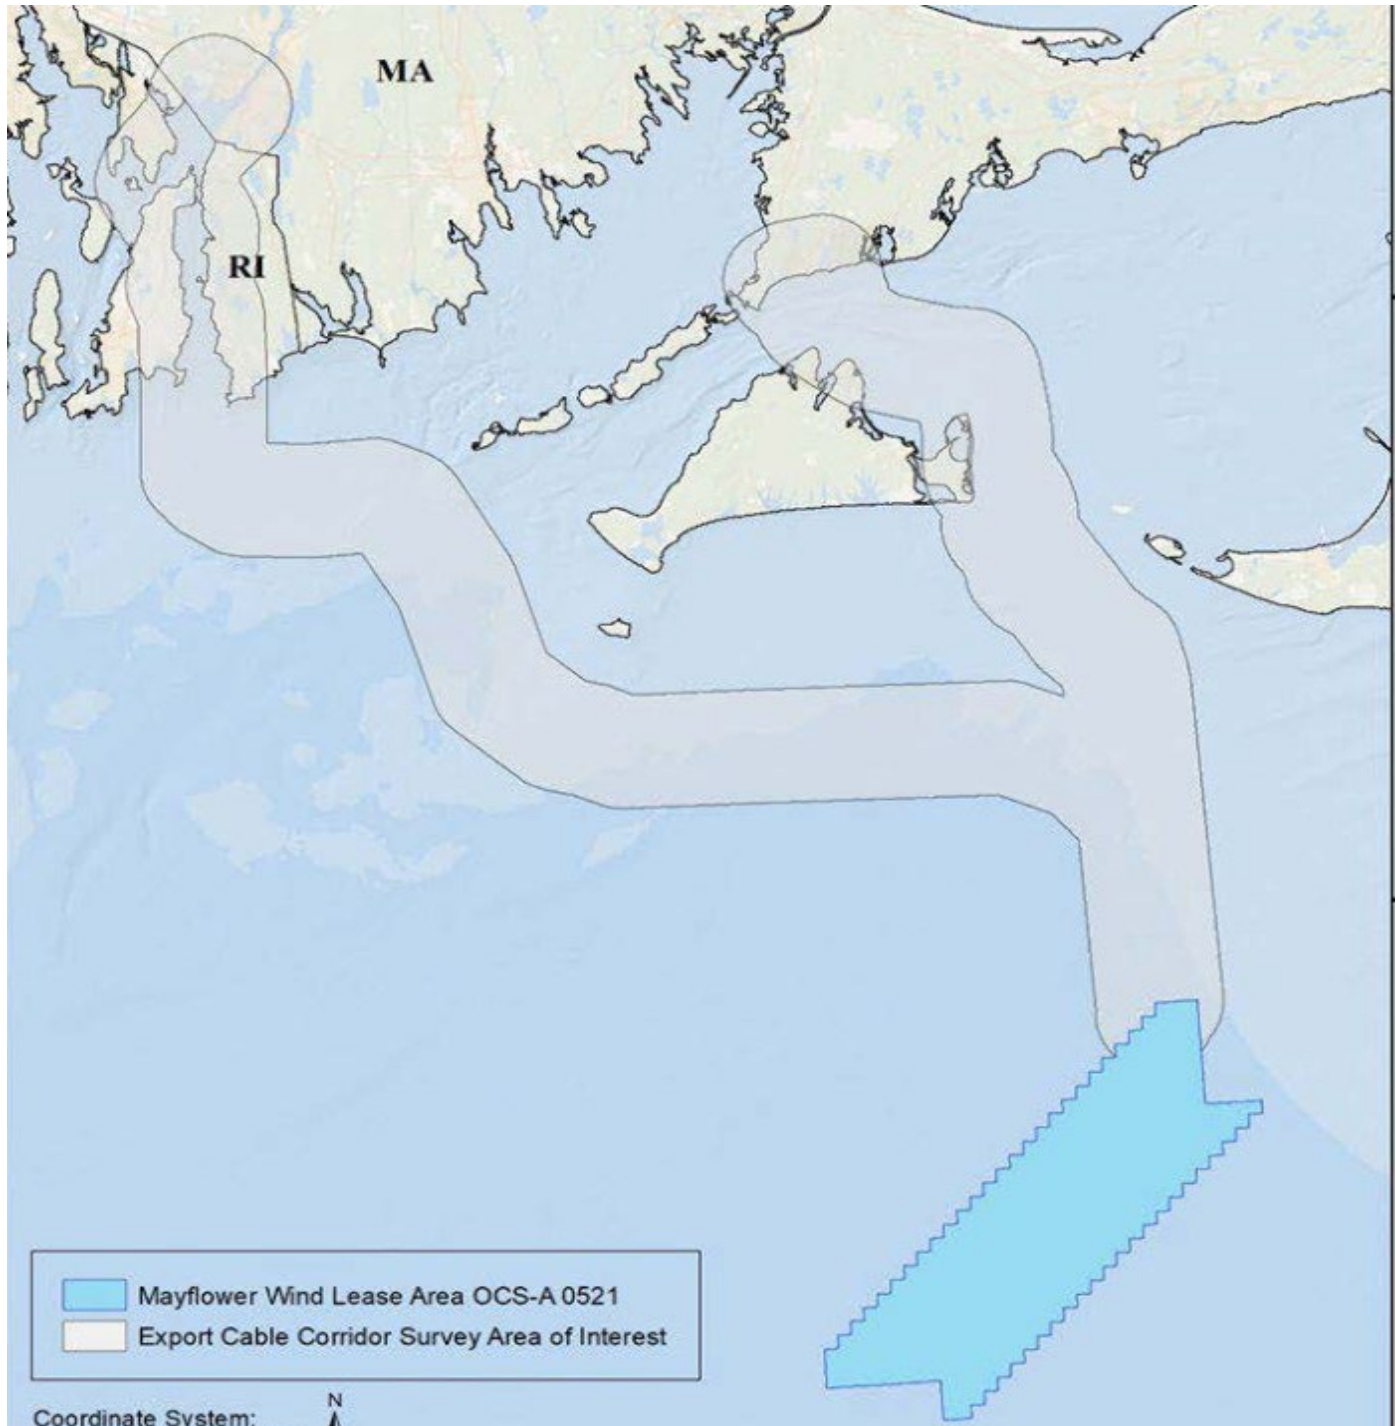 MA
RI
Mayflower Wind Lease Area OCS-A 0521
Export Cable Corridor Survey Area of Interest
N
Coordinate System: